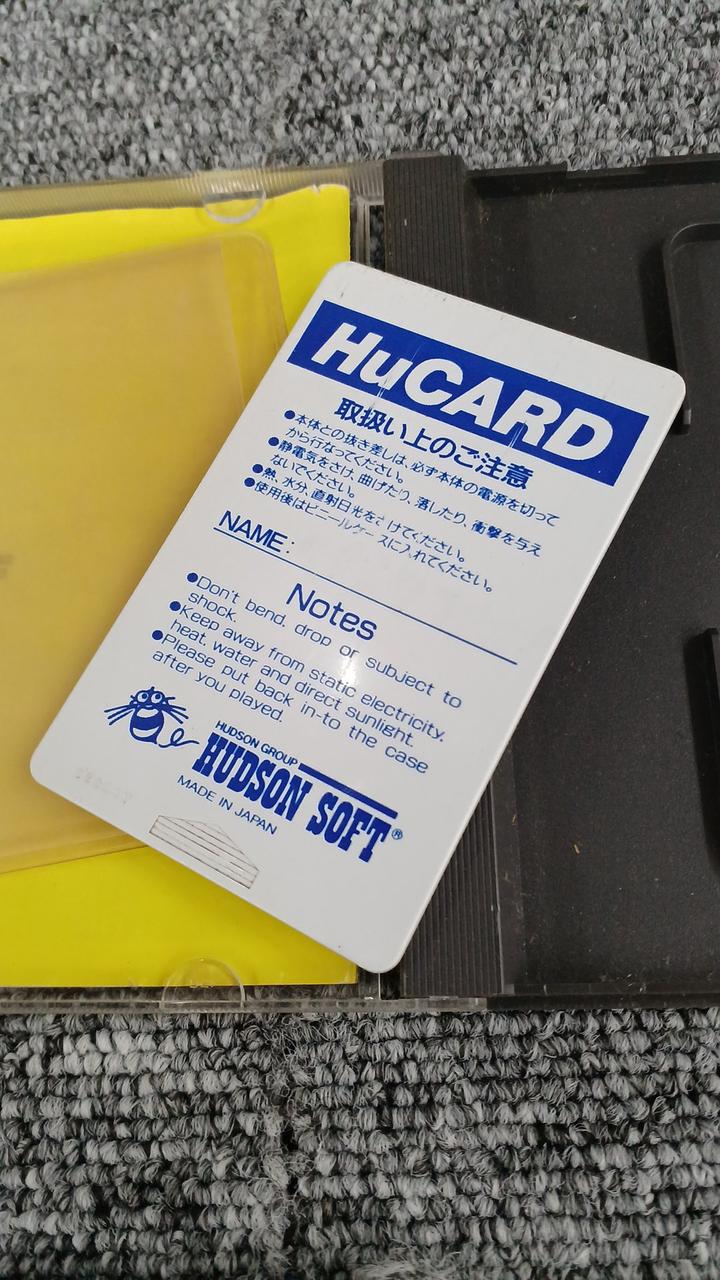 HuCARD
取扱い上のご注意
●本体との抜き差しは、必ず本体の電源を切って
から行なってください。
●静電気をさけ、曲げたり、落したり、衝撃を与え
ないでください。
●熱、水分、直射日光をさけてください。
●使用後はビニールケースに入れてください。
NAME:
Notes
●Don't bend, drop or subject to
shock.
●Keep away from static electricity,
heat, water and direct sunlight.
●Please put back in-to the case
after you played.
HUDSON GROUP
HUDSON SOFT®
MADE IN JAPAN